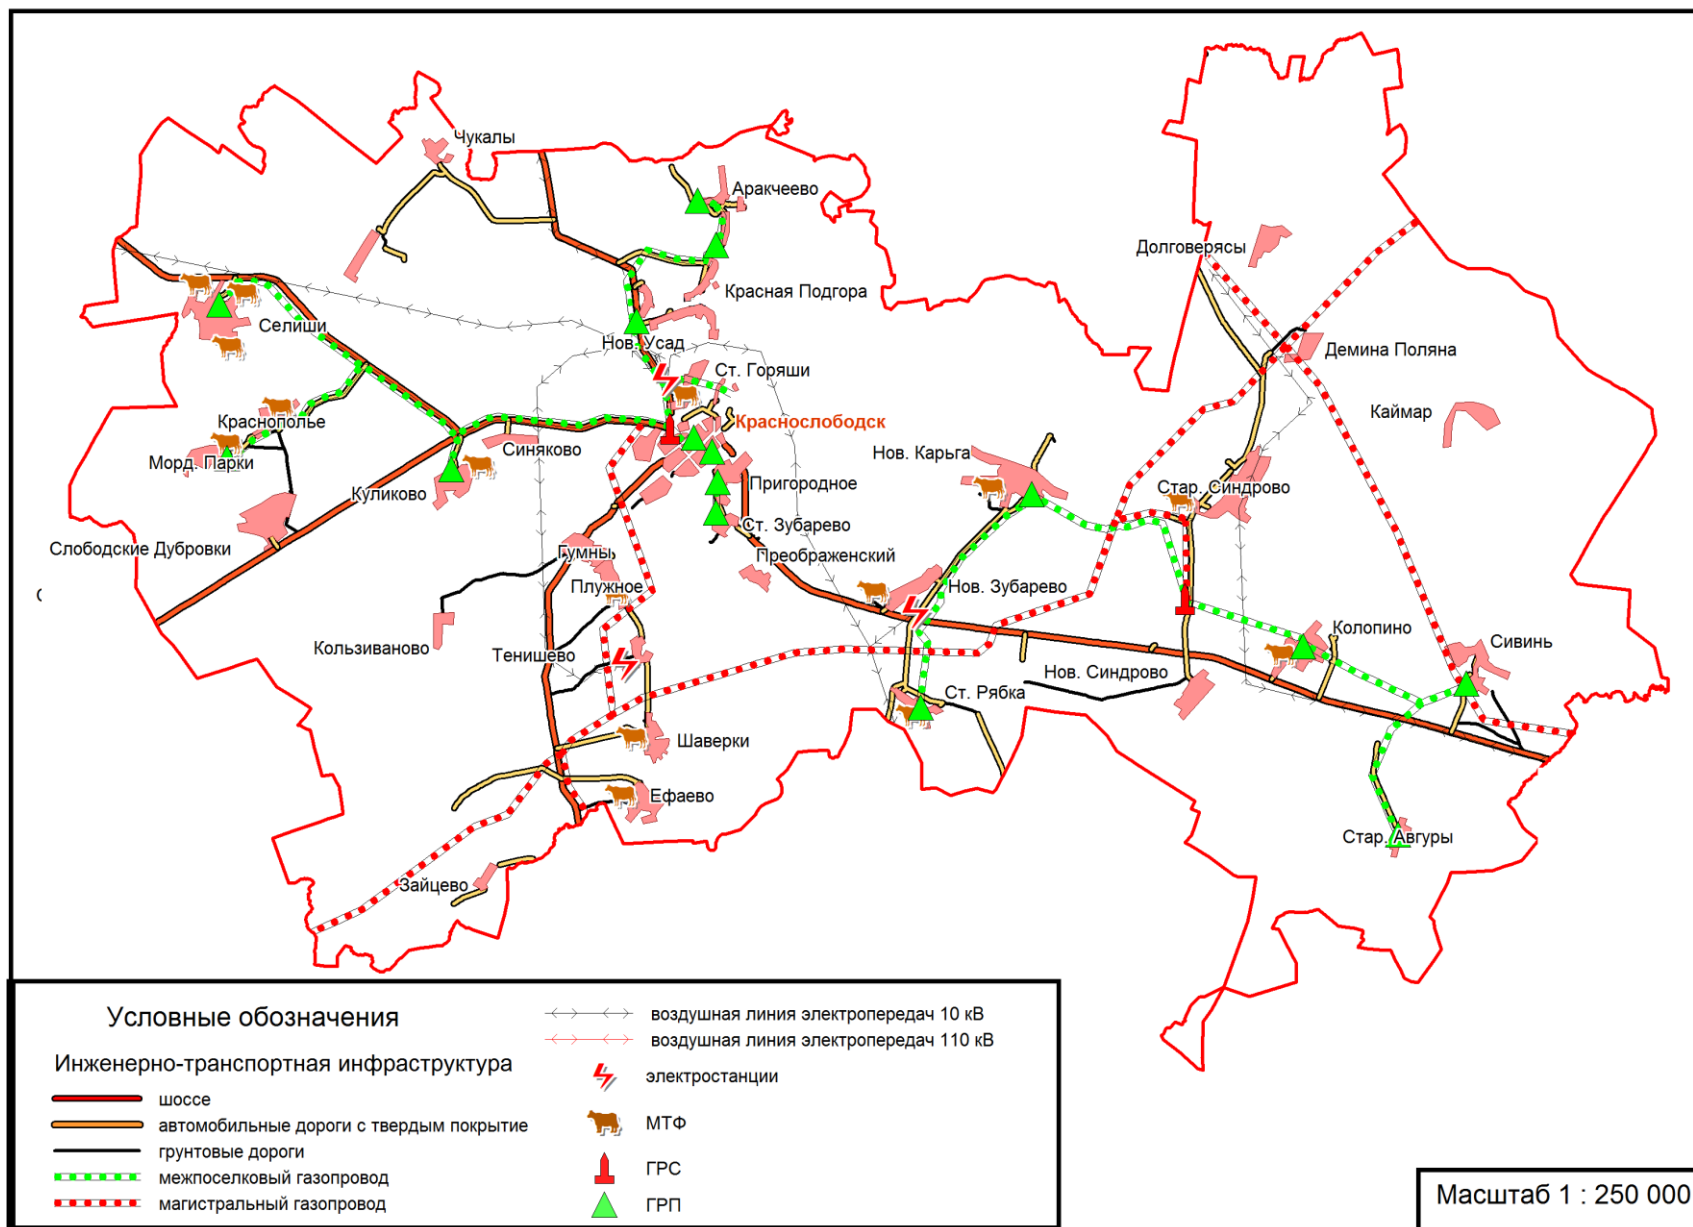 Чукалы
Аракчеево
Долговерясы
Красная Подгора
Селиши
Нов. Усад
Демина Поляна
Ст. Горяши
Каймар
Краснополье
Краснослободск
Синяково
Нов. Карьга
Морд. Парки
Пригородное
Стар. Синдрово
Куликово
Ст. Зубарево
Слободские Дубровки
Гумны
Преображенский
Плужное
Нов. Зубарево
Колопино
Сивинь
Кользиваново
Тенишево
Нов. Синдрово
Ст. Рябка
Шаверки
Ефаево
Стар. Авгуры
Зайцево
Условные обозначения
Инженерно-транспортная инфраструктура
шоссе
автомобильные дороги с твердым покрытие
грунтовые дороги
межпоселковый газопровод
магистральный газопровод
воздушная линия электропередач 10 кВ
воздушная линия электропередач 110 кВ
электростанции
МТФ
ГРС
ГРП
Масштаб 1 : 250 000